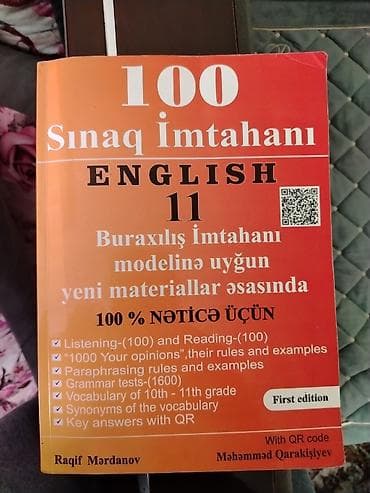 100
Sınaq İmtahanı
ENGLISH
11
Buraxılış İmtahanı
modelinə uyğun
yeni materiallar əsasında
100 % NƏTİCƏ ÜÇÜN
Listening-(100) and Reading-(100)
"1000 Your opinions",their rules and examples
Paraphrasing rules and examples
Grammar tests-(1600)
Vocabulary of 10th - 11th grade
Synonyms of the vocabulary
Key answers with QR
First edition
With QR code
Raqif Mərdanov
Məhəmməd Qarakişiyev